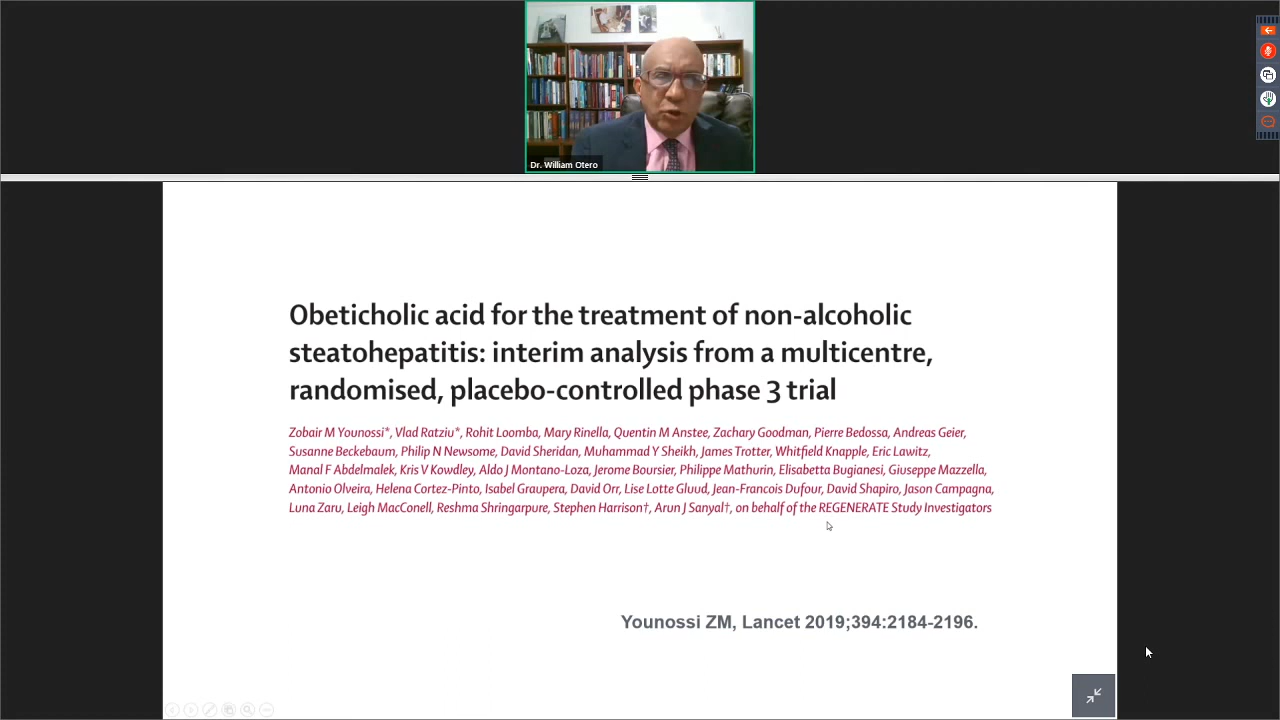 Dr. William Otero
Obeticholic acid for the treatment of non-alcoholic
steatohepatitis: interim analysis from a multicentre,
randomised, placebo-controlled phase 3 trial
Zobair M Younossi*, Vlad Ratziu*, Rohit Loomba, Mary Rinella, Quentin M Anstee, Zachary Goodman, Pierre Bedossa, Andreas Geier,
Susanne Beckebaum, Philip N Newsome, David Sheridan, Muhammad Y Sheikh, James Trotter, Whitfield Knapple, Eric Lawitz,
Manal F Abdelmalek, Kris V Kowdley, Aldo J Montano-Loza, Jerome Boursier, Philippe Mathurin, Elisabetta Bugianesi, Giuseppe Mazzella,
Antonio Olveira, Helena Cortez-Pinto, Isabel Graupera, David Orr, Lise Lotte Gluud, Jean-Francois Dufour, David Shapiro, Jason Campagna,
Luna Zaru, Leigh MacConell, Reshma Shringarpure, Stephen Harrison†, Arun J Sanyal†, on behalf of the REGENERATE Study Investigators
Younossi ZM, Lancet 2019;394:2184-2196.